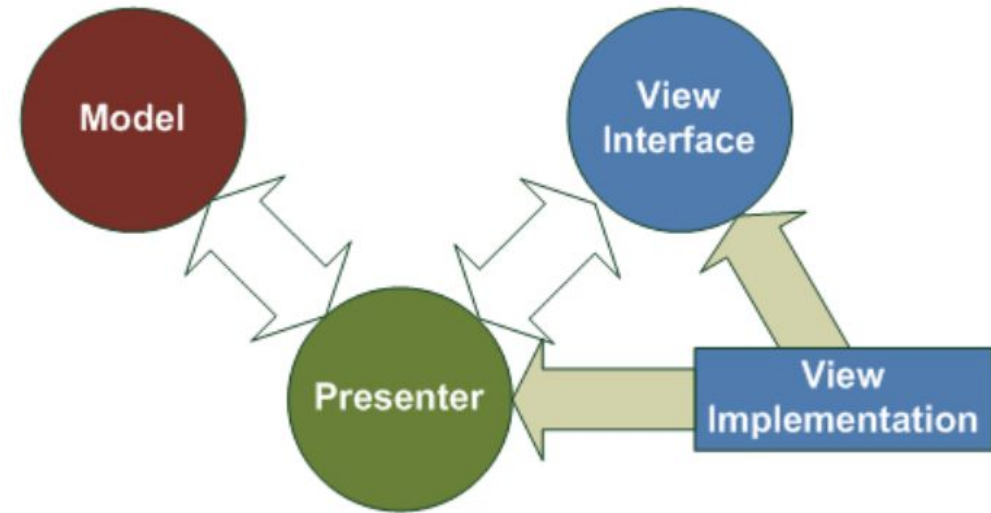 Model
View
Interface
Presenter
View
Implementation